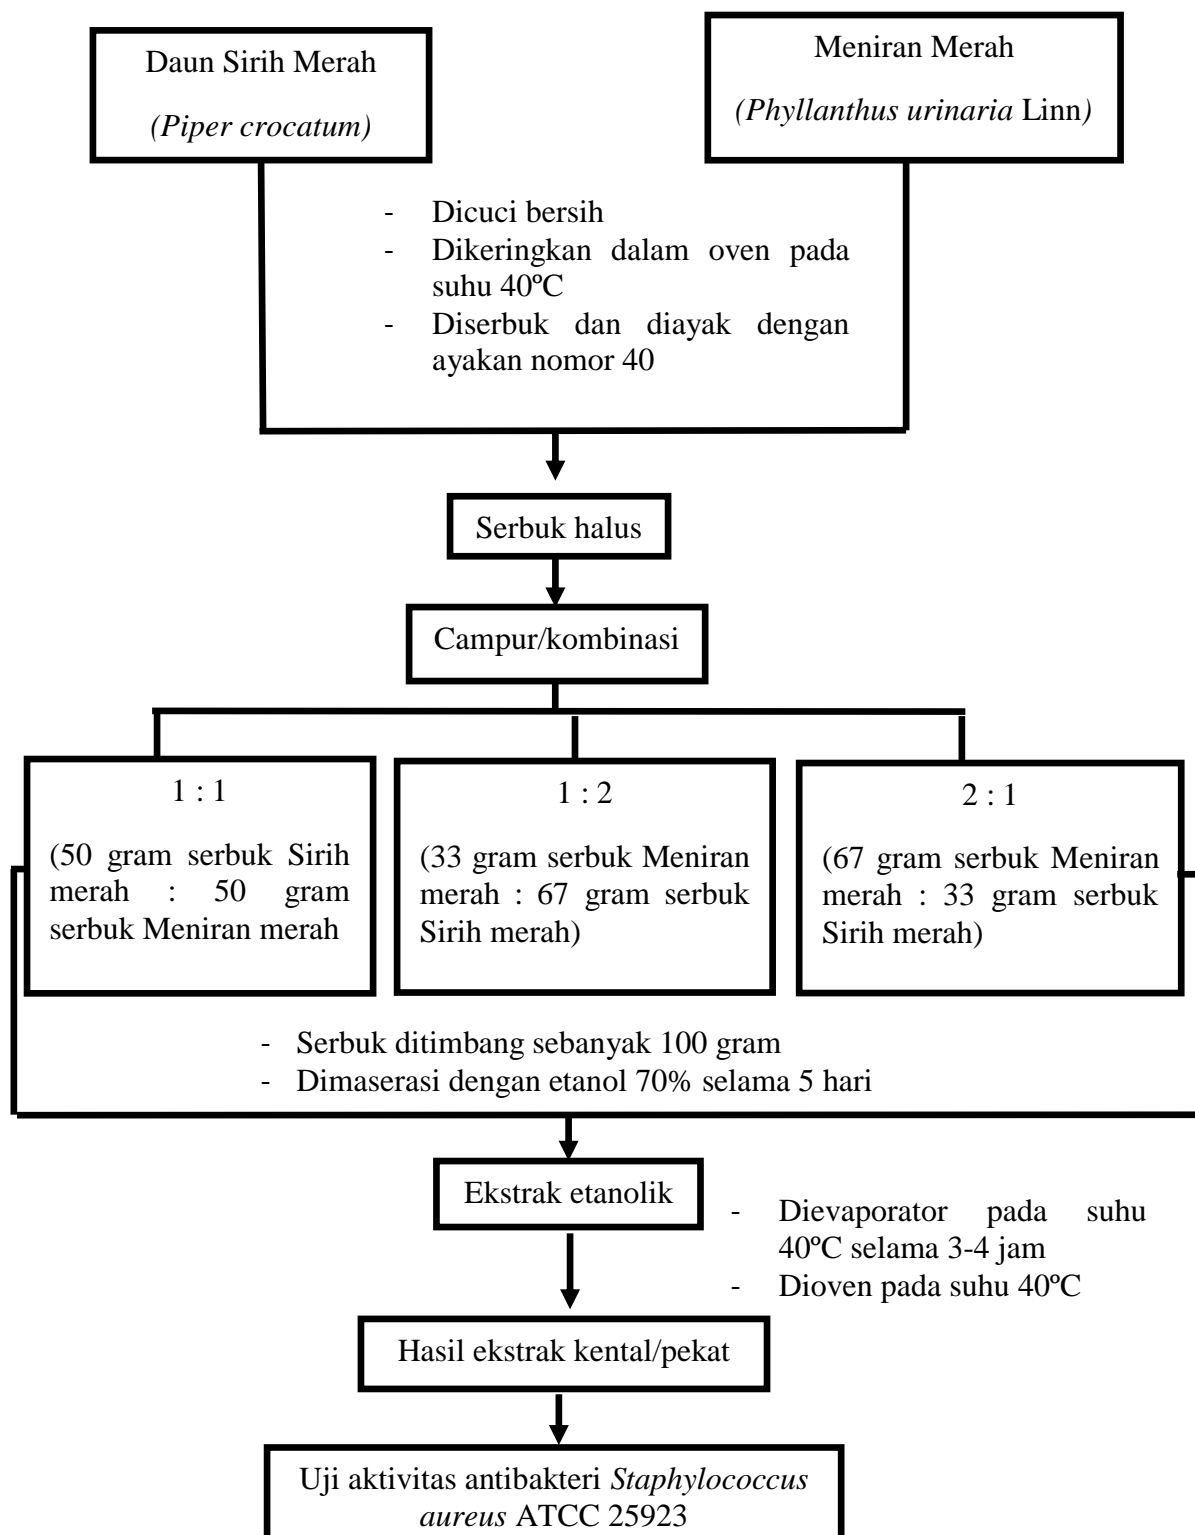 Daun Sirih Merah
(Piper crocatum)
Meniran Merah
(Phyllanthus urinaria Linn)
- Dicuci bersih
- Dikeringkan dalam oven pada
suhu 40ºC
- Diserbuk dan diayak dengan
ayakan nomor 40
Serbuk halus
Campur/kombinasi
1 : 1
(50 gram serbuk Sirih
merah : 50 gram
serbuk Meniran merah
1 : 2
(33 gram serbuk Meniran
merah : 67 gram serbuk
Sirih merah)
2 : 1
(67 gram serbuk Meniran
merah : 33 gram serbuk
Sirih merah)
- Serbuk ditimbang sebanyak 100 gram
- Dimaserasi dengan etanol 70% selama 5 hari
Ekstrak etanolik
- Dievaporator pada suhu
40ºC selama 3-4 jam
- Dioven pada suhu 40ºC
Hasil ekstrak kental/pekat
Uji aktivitas antibakteri Staphylococcus
aureus ATCC 25923